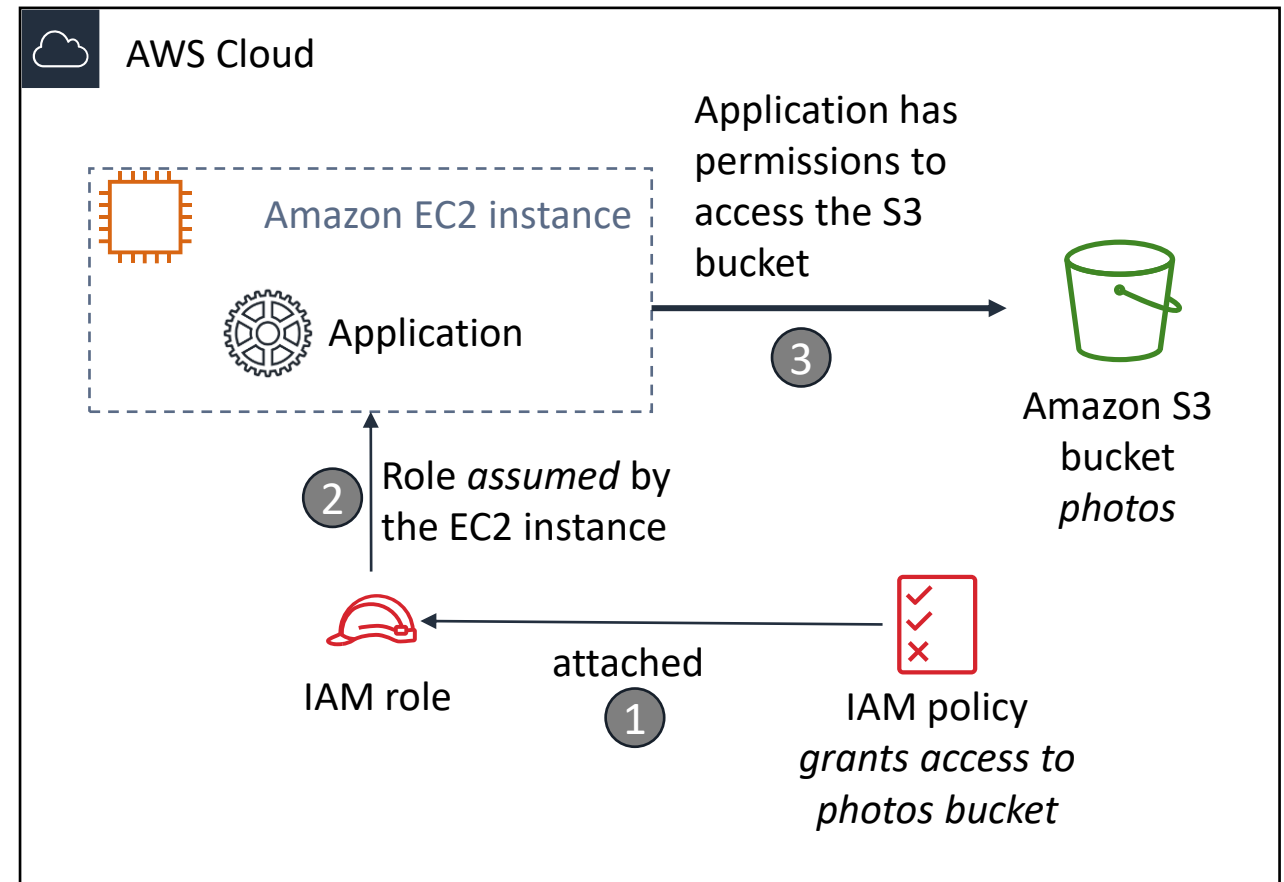 AWS Cloud
Application has
permissions to
access the S3
bucket
Amazon EC2 instance
Application
3
Amazon S3
bucket
photos
2
Role assumed by
the EC2 instance
attached
1
IAM role
IAM policy
grants access to
photos bucket